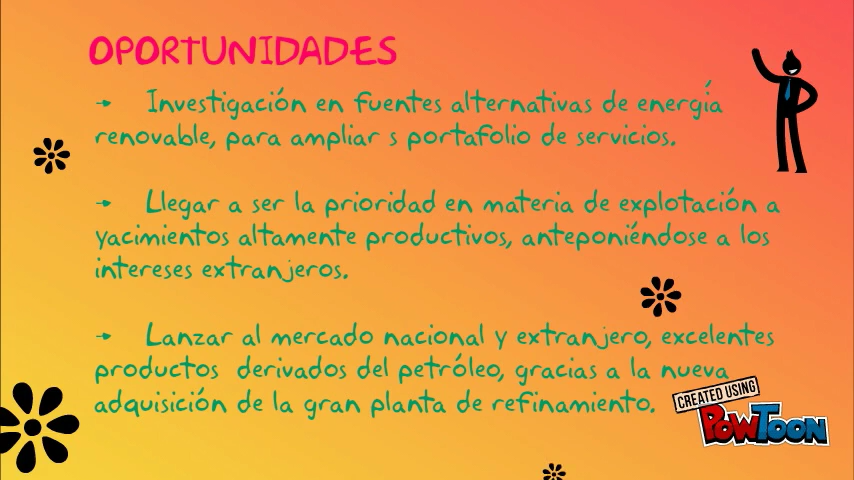 OPORTUNIDADES
→ Investigación en fuentes alternativas de energía
renovable, para ampliar s portafolio de servicios.
→ Llegar a ser la prioridad en materia de explotación a
yacimientos altamente productivos, anteponiéndose a los
intereses extranjeros.
→ Lanzar al mercado nacional y extranjero, excelentes
productos derivados del petróleo, gracias a la nueva
adquisición de la gran planta de refinamiento.
CREATED USING
POWTOON